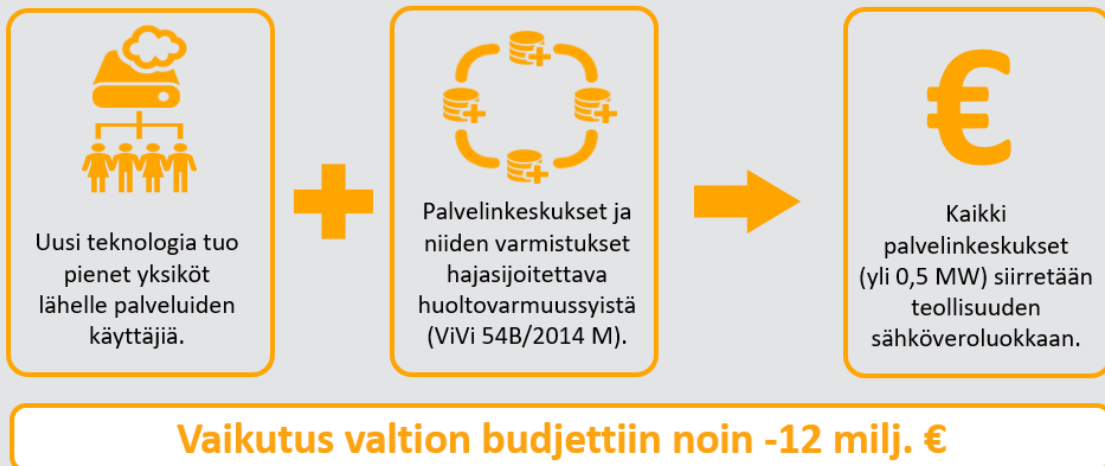 Uusi teknologia tuo
pienet yksiköt
lähelle palveluiden
käyttäjiä.
Palvelinkeskukset ja
niiden varmistukset
hajasijoitettava
huoltovarmuussyistä
(ViVi 54B/2014 M).
€
Kaikki
palvelinkeskukset
(yli 0,5 MW) siirretään
teollisuuden
sähköveroluokkaan.
Vaikutus valtion budjettiin noin -12 milj. €